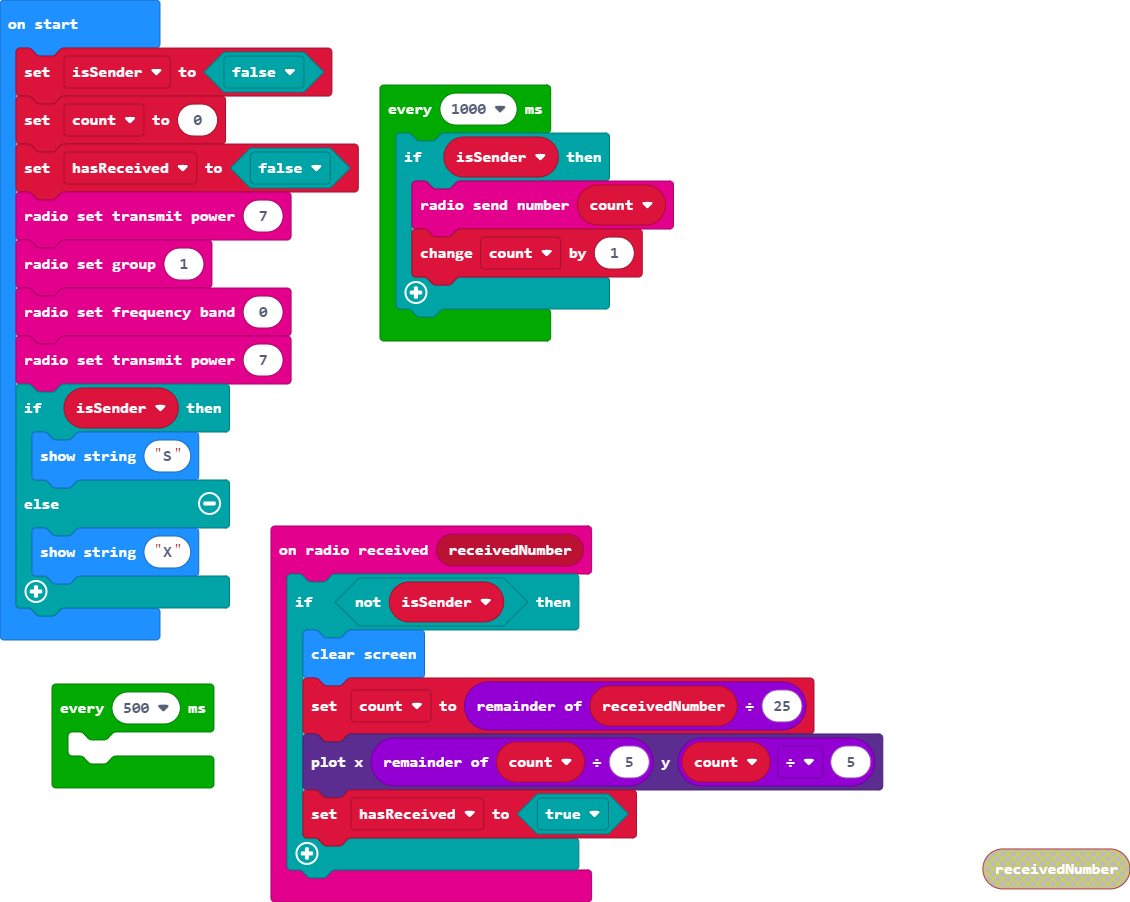 on start
set isSender to false
set count to 0
set hasReceived to false
radio set transmit power 7
radio set group 1
radio set frequency band 0
radio set transmit power 7
if isSender then
show string "S"
else
show string "X"
every 1000 ms
if isSender then
radio send number count
change count by 1
on radio received receivedNumber
if not isSender then
clear screen
set count to remainder of receivedNumber ÷ 25
plot x remainder of count ÷ 5 y count ÷ 5
set hasReceived to true
every 500 ms
receivedNumber